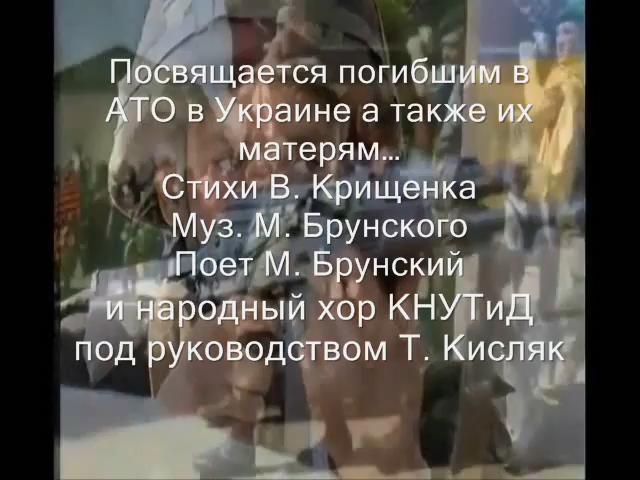 Посвящается погибшим в
АТО в Украине а также их
матерям...
Стихи В. Крищенка
Муз. М. Брунского
Поет М. Брунский
и народный хор КНУТиД
под руководством Т. Кисляк